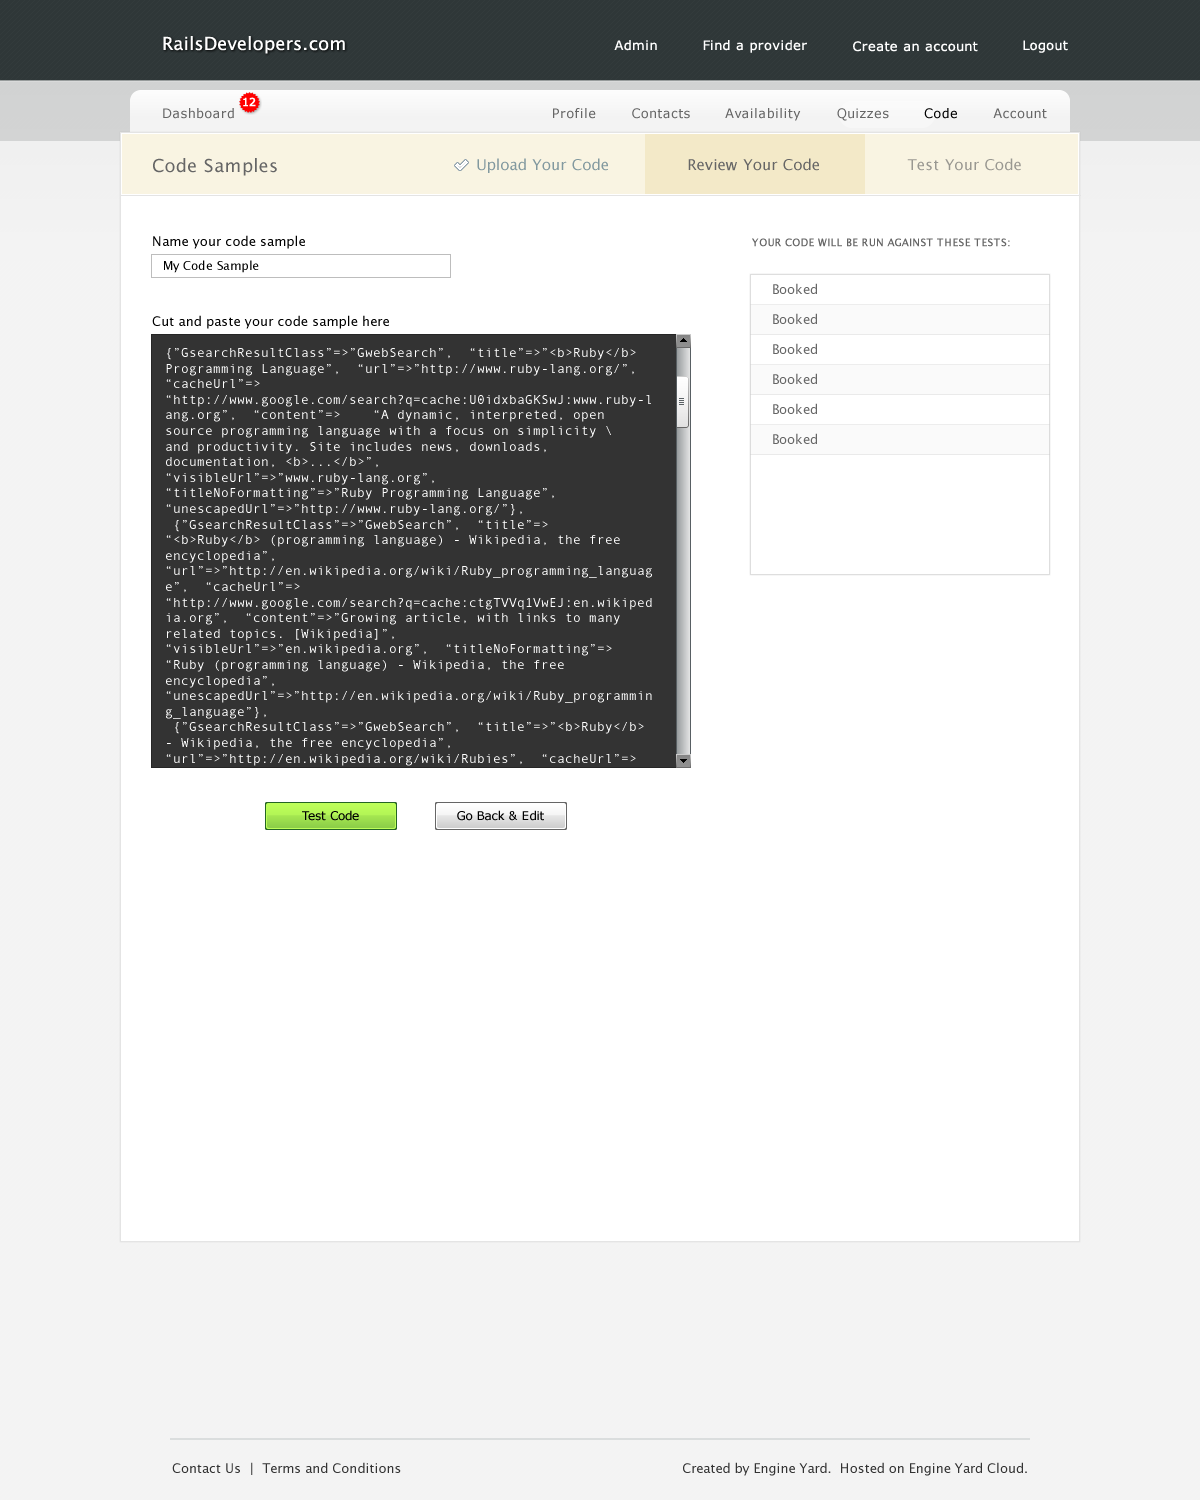 RailsDevelopers.com
Admin
Find a provider
Create an account
Logout
Dashboard
12
Profile
Contacts
Availability
Quizzes
Code
Account
Code Samples
Upload Your Code
Review Your Code
Test Your Code
Name your code sample
My Code Sample
YOUR CODE WILL BE RUN AGAINST THESE TESTS:
Booked
Booked
Booked
Booked
Booked
Booked
Cut and paste your code sample here
{”GsearchResultClass”=>”GwebSearch”,  “title”=>”<b>Ruby</b>
Programming Language”,  “url”=>”http://www.ruby-lang.org/”,
“cacheUrl”=>
“http://www.google.com/search?q=cache:U0idxbaGKSwJ:www.ruby-l
ang.org”,  “content”=>    “A dynamic, interpreted, open
source programming language with a focus on simplicity \
and productivity. Site includes news, downloads,
documentation, <b>...</b>”,
“visibleUrl”=>”www.ruby-lang.org”,
“titleNoFormatting”=>”Ruby Programming Language”,
“unescapedUrl”=>”http://www.ruby-lang.org/”},
{”GsearchResultClass”=>”GwebSearch”,  “title”=>
“<b>Ruby</b> (programming language) - Wikipedia, the free
encyclopedia”,
“url”=>”http://en.wikipedia.org/wiki/Ruby_programming_languag
e”,  “cacheUrl”=>
“http://www.google.com/search?q=cache:ctgTVVq1VwEJ:en.wikiped
ia.org”,  “content”=>”Growing article, with links to many
related topics. [Wikipedia]”,
“visibleUrl”=>”en.wikipedia.org”,  “titleNoFormatting”=>
“Ruby (programming language) - Wikipedia, the free
encyclopedia”,
“unescapedUrl”=>”http://en.wikipedia.org/wiki/Ruby_programmin
g_language”},
{”GsearchResultClass”=>”GwebSearch”,  “title”=>”<b>Ruby</b>
- Wikipedia, the free encyclopedia”,
“url”=>”http://en.wikipedia.org/wiki/Rubies”,  “cacheUrl”=>
Test Code
Go Back & Edit
Contact Us  |  Terms and Conditions
Created by Engine Yard.  Hosted on Engine Yard Cloud.